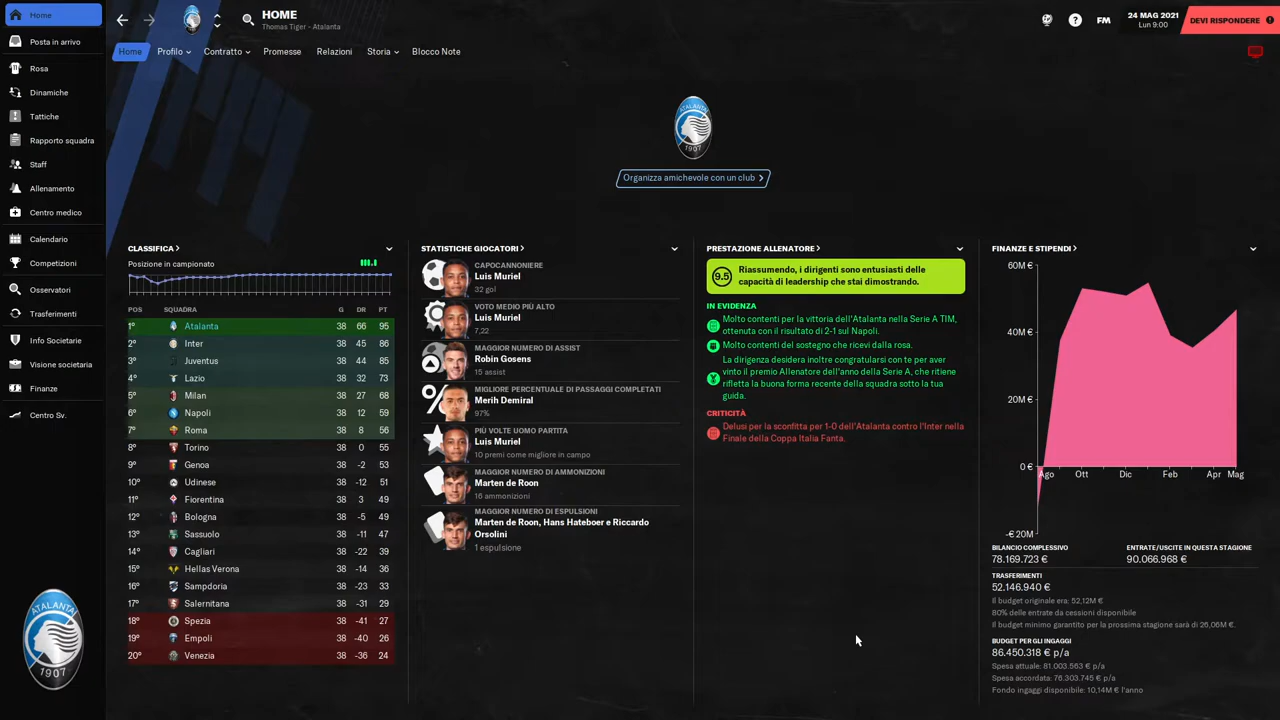 Home
Posta in arrivo
Rosa
Dinamiche
Tattiche
Rapporto squadra
Staff
Allenamento
Centro medico
Calendario
Competizioni
Osservatori
Trasferimenti
Info Societarie
Visione societaria
Finanze
Centro Sv.
ATALANTA
1907
HOME
Thomas Tiger - Atalanta
FM
24 MAG 2021
Lun 9:00
DEVI RISPONDERE
Home
Profilo
Contratto
Promesse
Relazioni
Storia
Blocco Note
ATALANTA
1907
Organizza amichevole con un club
CLASSIFICA
Posizione in campionato
POS SQUADRA G DR PT
1° Atalanta 38 66 95
2° Inter 38 45 86
3° Juventus 38 44 85
4° Lazio 38 32 73
5° Milan 38 27 68
6° Napoli 38 12 59
7° Roma 38 8 56
8° Torino 38 0 55
9° Genoa 38 -2 53
10° Udinese 38 -12 51
11° Fiorentina 38 3 49
12° Bologna 38 -5 49
13° Sassuolo 38 -11 47
14° Cagliari 38 -22 39
15° Hellas Verona 38 -14 36
16° Sampdoria 38 -23 33
17° Salernitana 38 -31 29
18° Spezia 38 -41 27
19° Empoli 38 -40 26
20° Venezia 38 -36 24
STATISTICHE GIOCATORI
CAPOCANNONIERE
Luis Muriel
32 gol
VOTO MEDIO PIÙ ALTO
Luis Muriel
7,22
MAGGIOR NUMERO DI ASSIST
Robin Gosens
15 assist
MIGLIORE PERCENTUALE DI PASSAGGI COMPLETATI
Merih Demiral
97%
PIÙ VOLTE UOMO PARTITA
Luis Muriel
10 premi come migliore in campo
MAGGIOR NUMERO DI AMMONIZIONI
Marten de Roon
16 ammonizioni
MAGGIOR NUMERO DI ESPULSIONI
Marten de Roon, Hans Hateboer e Riccardo
Orsolini
1 espulsione
PRESTAZIONE ALLENATORE
9.5
Riassumendo, i dirigenti sono entusiasti delle
capacità di leadership che stai dimostrando.
IN EVIDENZA
Molto contenti per la vittoria dell'Atalanta nella Serie A TIM,
ottenuta con il risultato di 2-1 sul Napoli.
Molto contenti del sostegno che ricevi dalla rosa.
La dirigenza desidera inoltre congratularsi con te per aver
vinto il premio Allenatore dell'anno della Serie A, che ritiene
rifletta la buona forma recente della squadra sotto la tua
guida.
CRITICITÀ
Delusi per la sconfitta per 1-0 dell'Atalanta contro l'Inter nella
Finale della Coppa Italia Fanta.
FINANZE E STIPENDI
60M €
40M €
20M €
0 €
-€ 20M
Ago Ott Dic Feb Apr Mag
BILANCIO COMPLESSIVO
78.169.723 €
ENTRATE/USCITE IN QUESTA STAGIONE
90.066.968 €
TRASFERIMENTI
52.146.940 €
Il budget originale era: 52,12M €
80% delle entrate da cessioni disponibile
Il budget minimo garantito per la prossima stagione sarà di 26,06M €.
BUDGET PER GLI INGAGGI
86.450.318 € p/a
Spesa attuale: 81.003.563 € p/a
Spesa accordata: 76.303.745 € p/a
Fondo ingaggi disponibile: 10,14M € l'anno